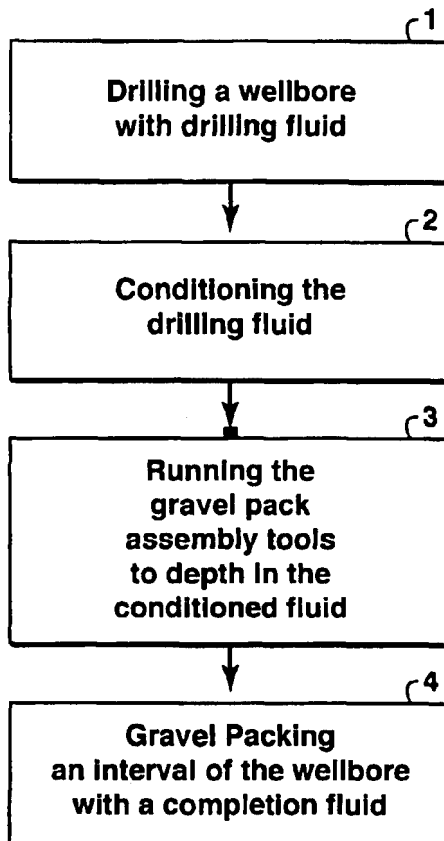 1
Drilling a wellbore
with drilling fluid
2
Conditioning the
drilling fluid
3
Running the
gravel pack
assembly tools
to depth in the
conditioned fluid
4
Gravel Packing
an interval of the wellbore
with a completion fluid